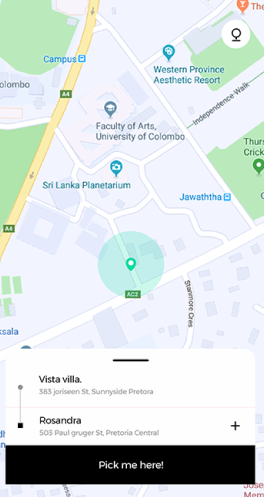 The
Campus
Western Province
Aesthetic Resort
olombo
A4
Independence Walk
Faculty of Arts,
University of Colombo
Thurs
Crick
Sri Lanka Planetarium
Jawaththa
C
A4
AC2
Stanmore Cres
ksala
Vista villa.
383 joriseen St, Sunnyside Pretora
Rosandra
503 Paul gruger St, Pretoria Central
Pick me here!